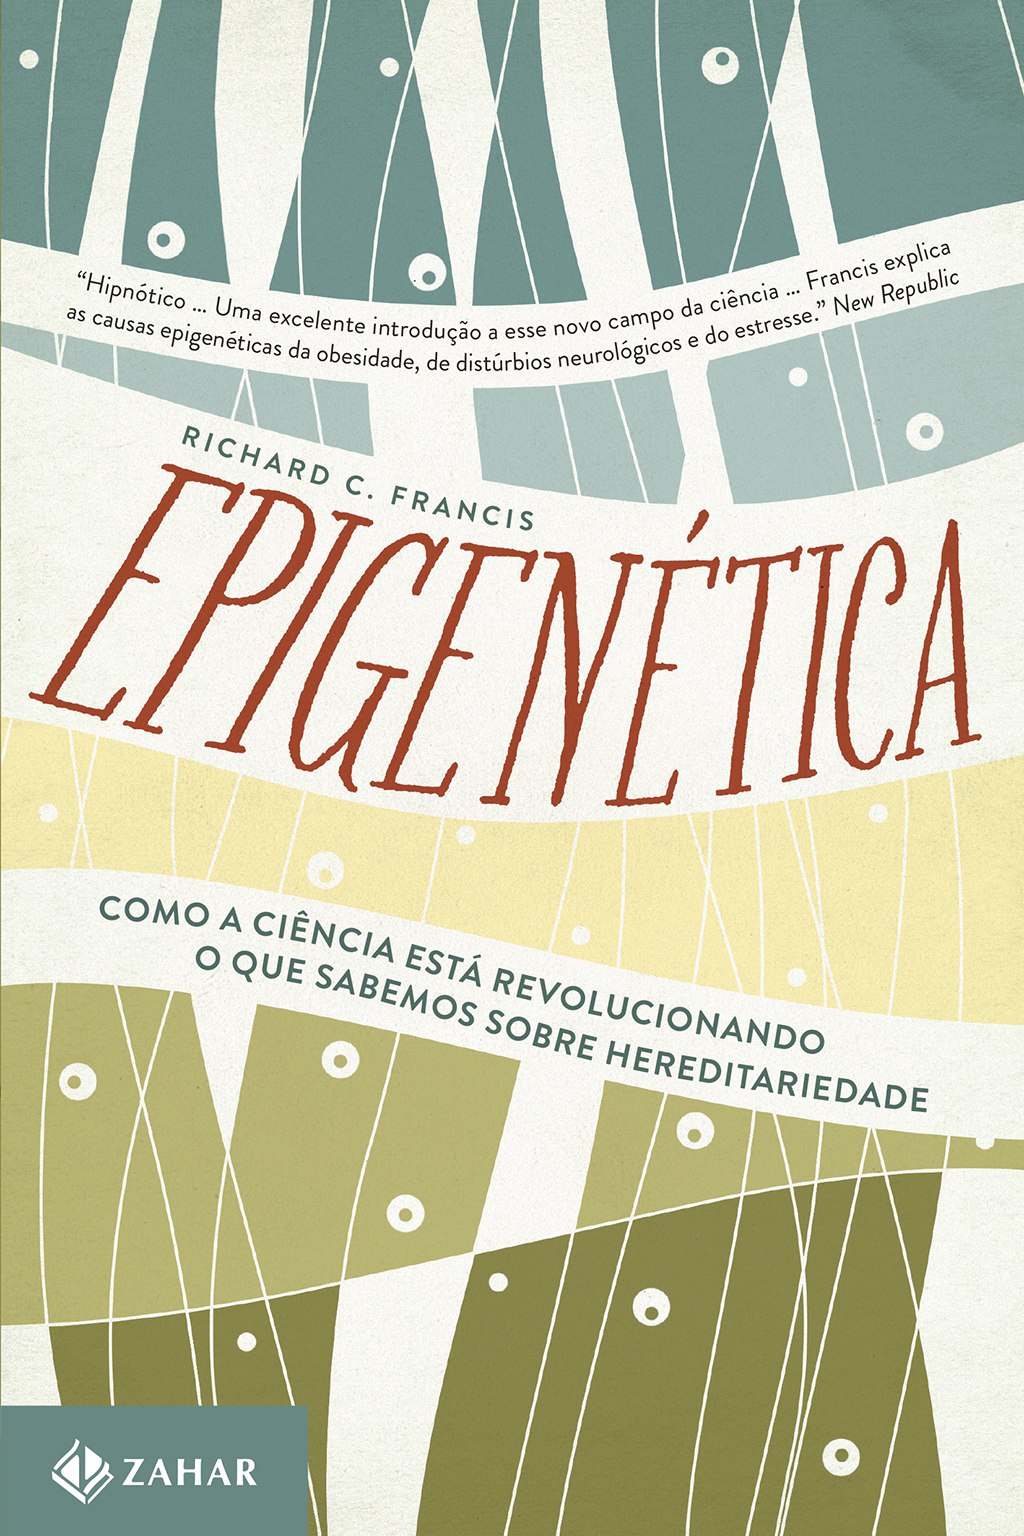 “Hipnótico ... Uma excelente introdução a esse novo campo da ciência ... Francis explica
as causas epigenéticas da obesidade, de distúrbios neurológicos e do estresse.” New Republic
RICHARD C. FRANCIS
EPIGENÉTICA
COMO A CIÊNCIA ESTÁ REVOLUCIONANDO
O QUE SABEMOS SOBRE HEREDITARIEDADE
ZAHAR